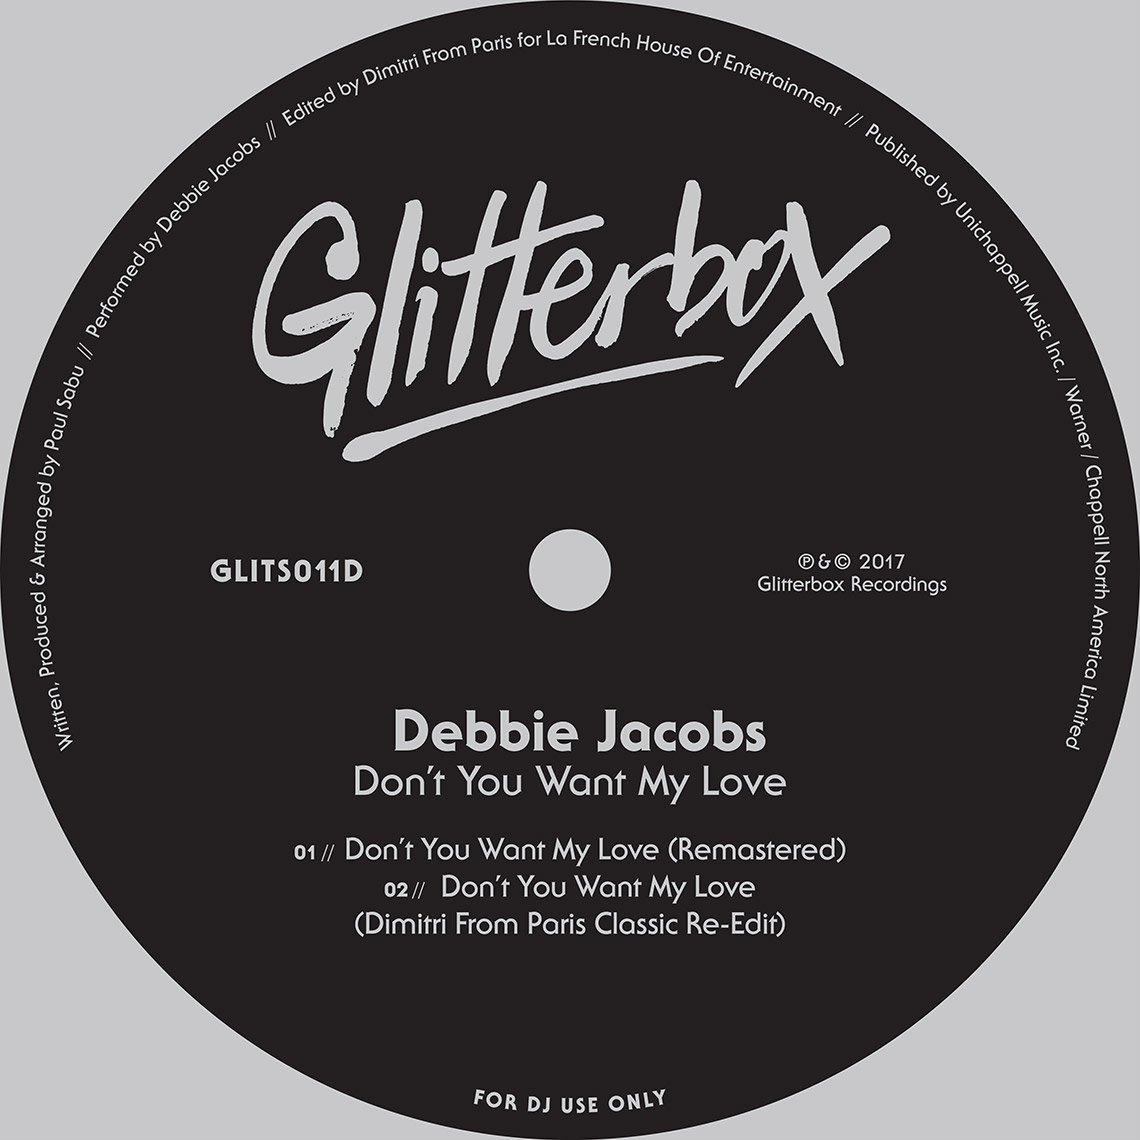 Written, Produced & Arranged by Paul Sabu // Performed by Debbie Jacobs // Edited by Dimitri From Paris for La French House Of Entertainment // Published by Unichappell Music Inc. / Warner / Chappell North America Limited
Glitterbox
GLITS011D
℗ & © 2017
Glitterbox Recordings
Debbie Jacobs
Don't You Want My Love
01 // Don't You Want My Love (Remastered)
02 // Don't You Want My Love
(Dimitri From Paris Classic Re-Edit)
FOR DJ USE ONLY